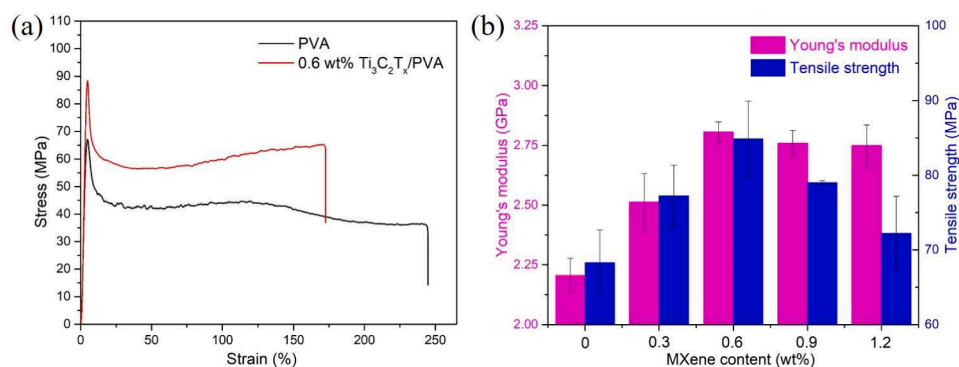 (a)
PVA
0.6 wt% Ti₃C₂Tₓ/PVA
Stress (MPa)
110
100
90
80
70
60
50
40
30
20
10
0
0 50 100 150 200 250
Strain (%)
(b)
Young's modulus
Tensile strength
Young's modulus (GPa)
3.25
3.00
2.75
2.50
2.25
2.00
100
90
80
70
60
Tensile strength (MPa)
0 0.3 0.6 0.9 1.2
MXene content (wt%)